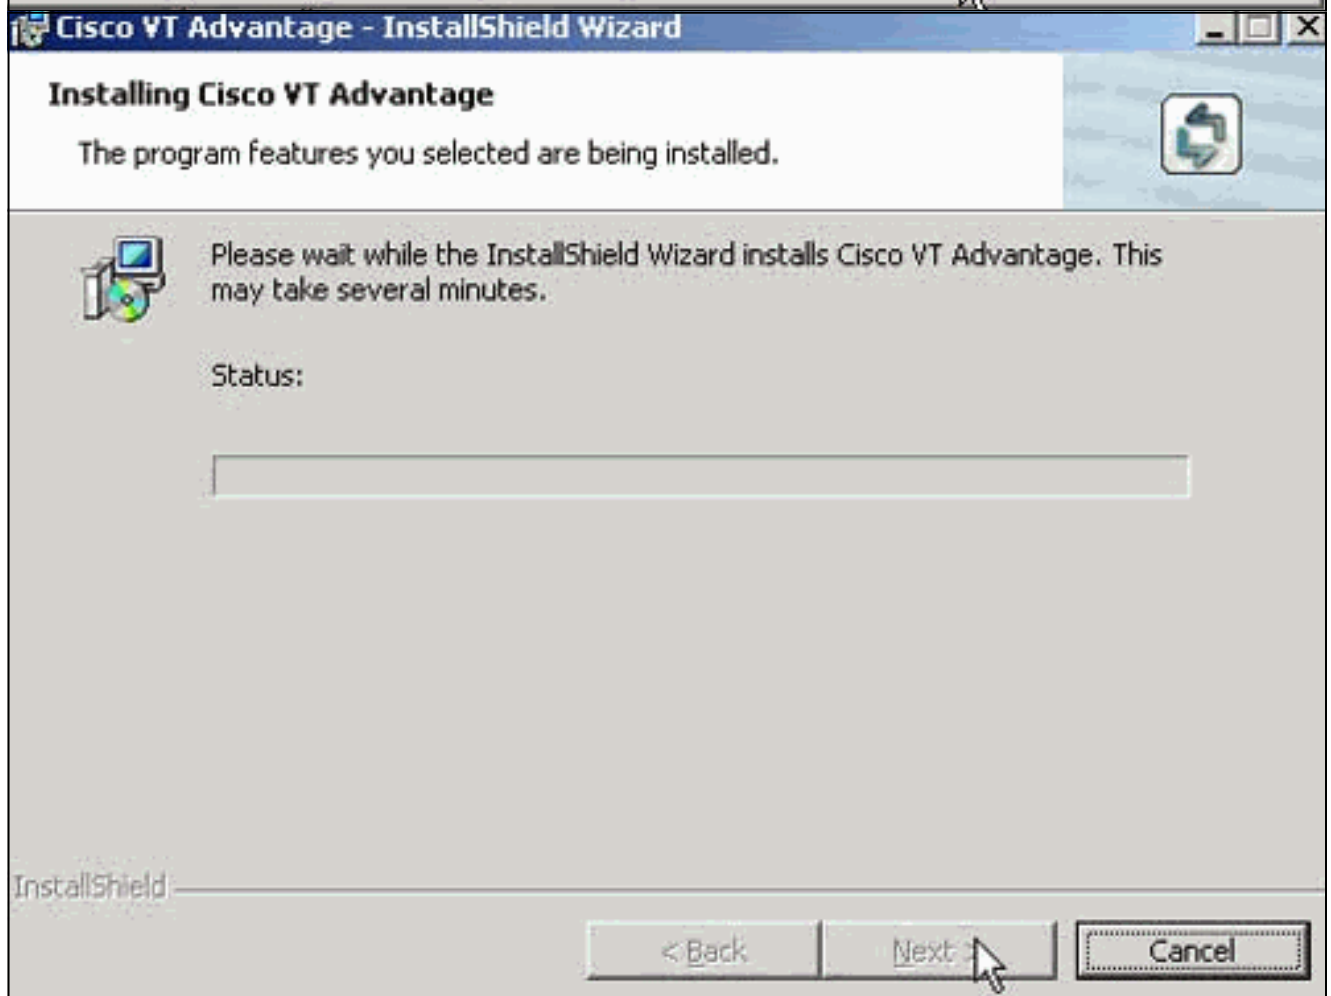 Cisco VT Advantage - InstallShield Wizard
Installing Cisco VT Advantage
The program features you selected are being installed.
Please wait while the InstallShield Wizard installs Cisco VT Advantage. This
may take several minutes.
Status:
InstallShield
< Back
Next >
Cancel